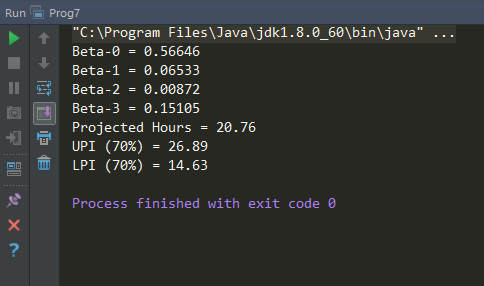 Run Prog7
"C:\Program Files\Java\jdk1.8.0_60\bin\java" ...
Beta-0 = 0.56646
Beta-1 = 0.06533
Beta-2 = 0.00872
Beta-3 = 0.15105
Projected Hours = 20.76
UPI (70%) = 26.89
LPI (70%) = 14.63
Process finished with exit code 0